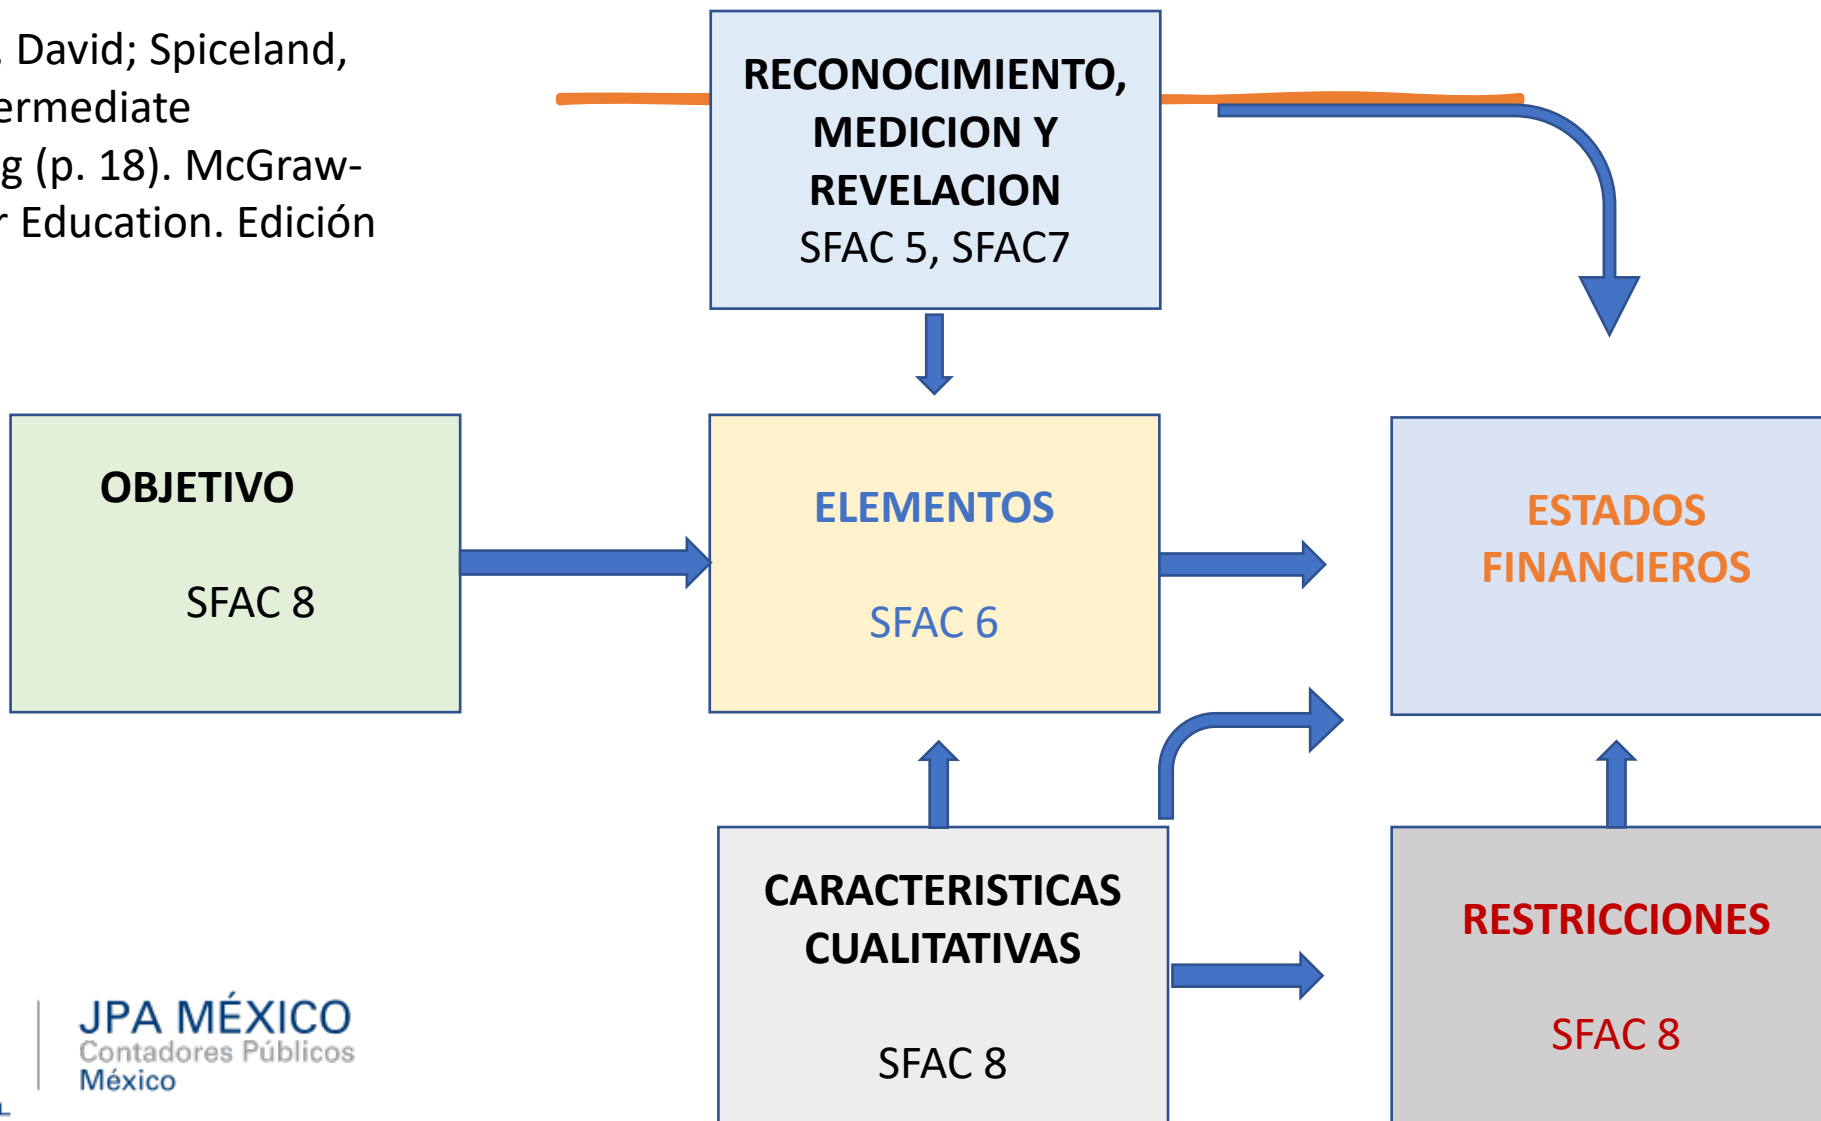 David; Spiceland,
termediate
g (p. 18). McGraw-
r Education. Edición
RECONOCIMIENTO,
MEDICION Y
REVELACION
SFAC 5, SFAC7
OBJETIVO
SFAC 8
ELEMENTOS
SFAC 6
ESTADOS
FINANCIEROS
CARACTERISTICAS
CUALITATIVAS
SFAC 8
RESTRICCIONES
SFAC 8
JPA MÉXICO
Contadores Públicos
México